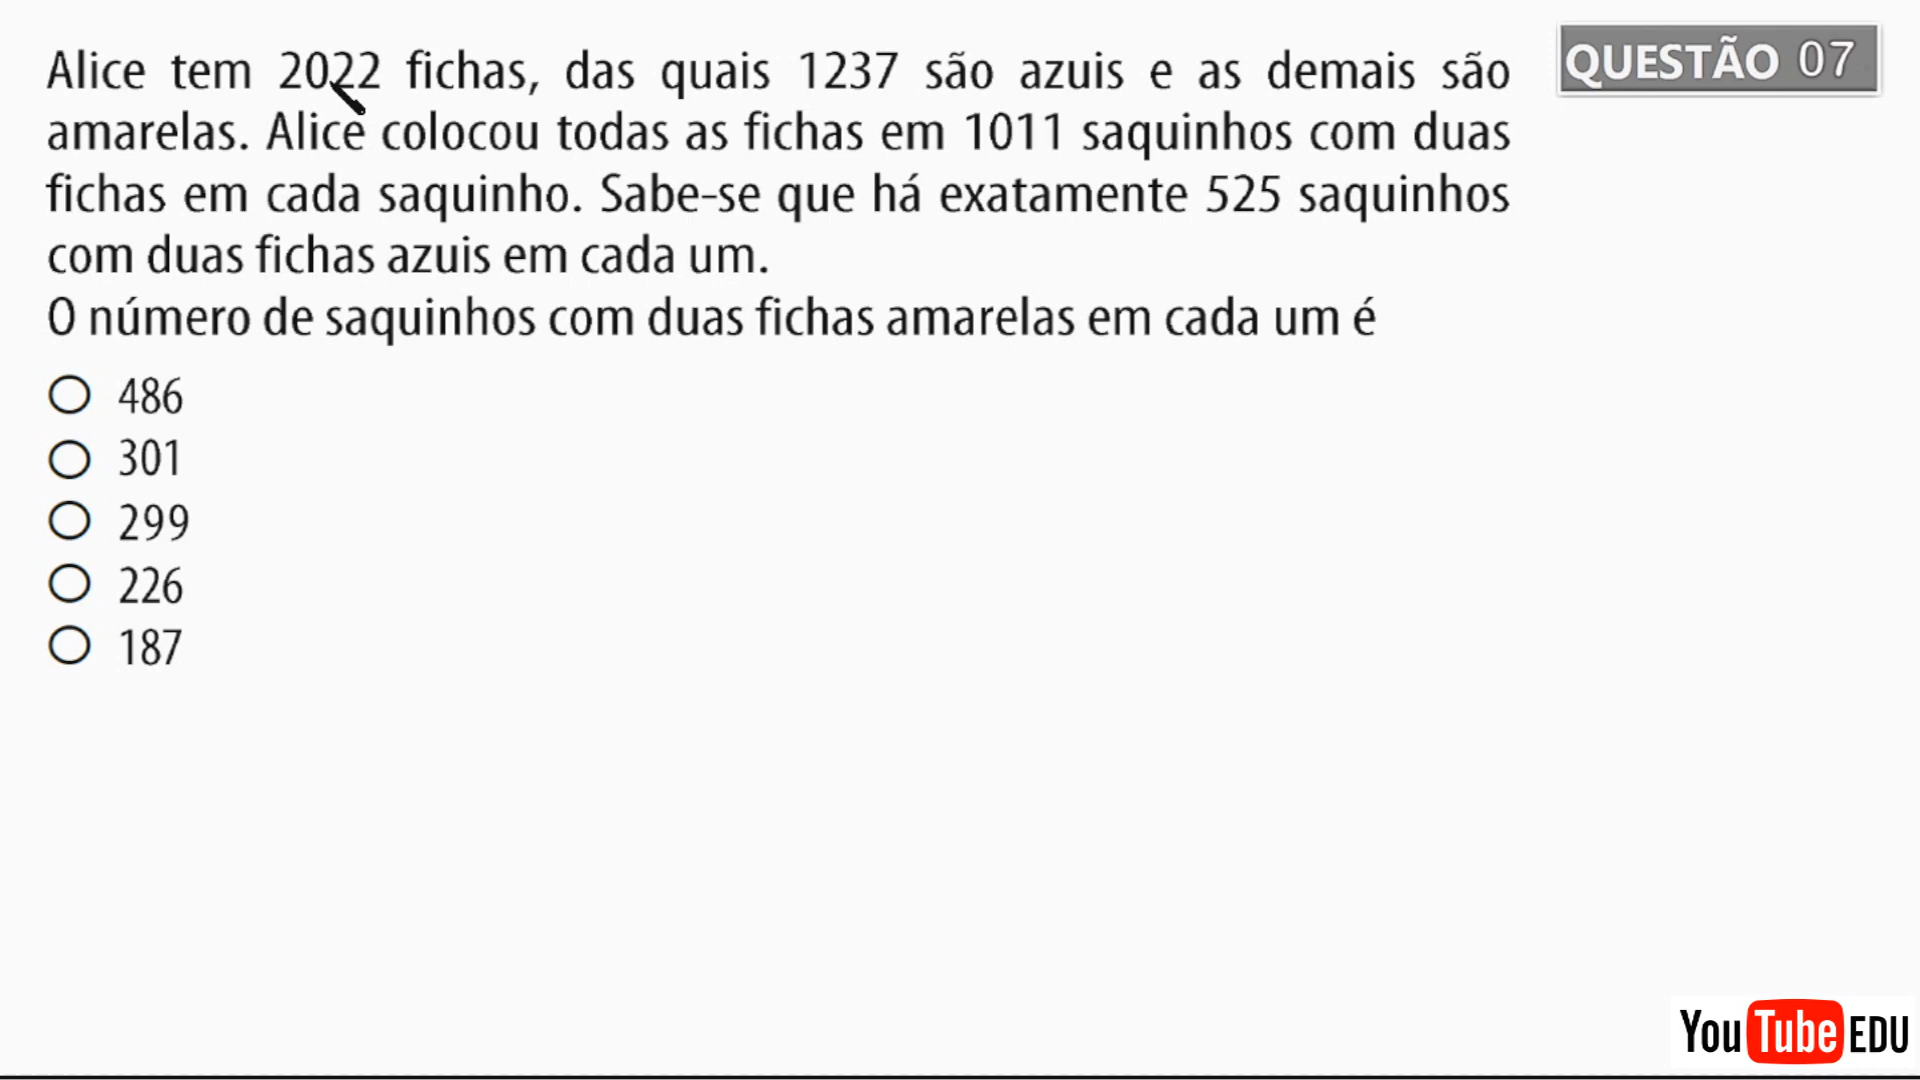 Alice tem 2022 fichas, das quais 1237 são azuis e as demais são
amarelas. Alice colocou todas as fichas em 1011 saquinhos com duas
fichas em cada saquinho. Sabe-se que há exatamente 525 saquinhos
com duas fichas azuis em cada um.
O número de saquinhos com duas fichas amarelas em cada um é
486
301
299
226
187
QUESTÃO 07
YouTube EDU